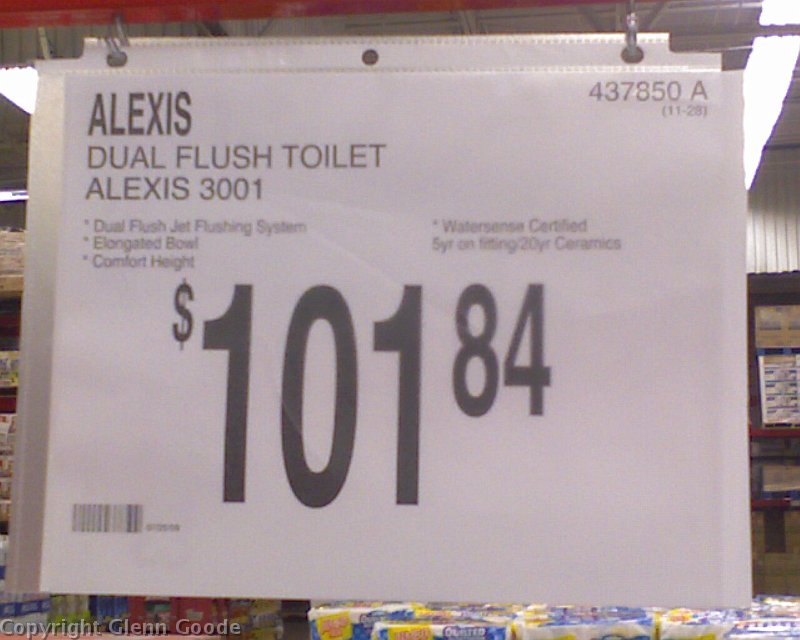 ALEXIS
437850 A
(11-28)
DUAL FLUSH TOILET
ALEXIS 3001
* Dual Flush Jet Flushing System
* Elongated Bowl
* Comfort Height
* Watersense Certified
5yr on fitting/20yr Ceramics
$101 84
Copyright Glenn Goode